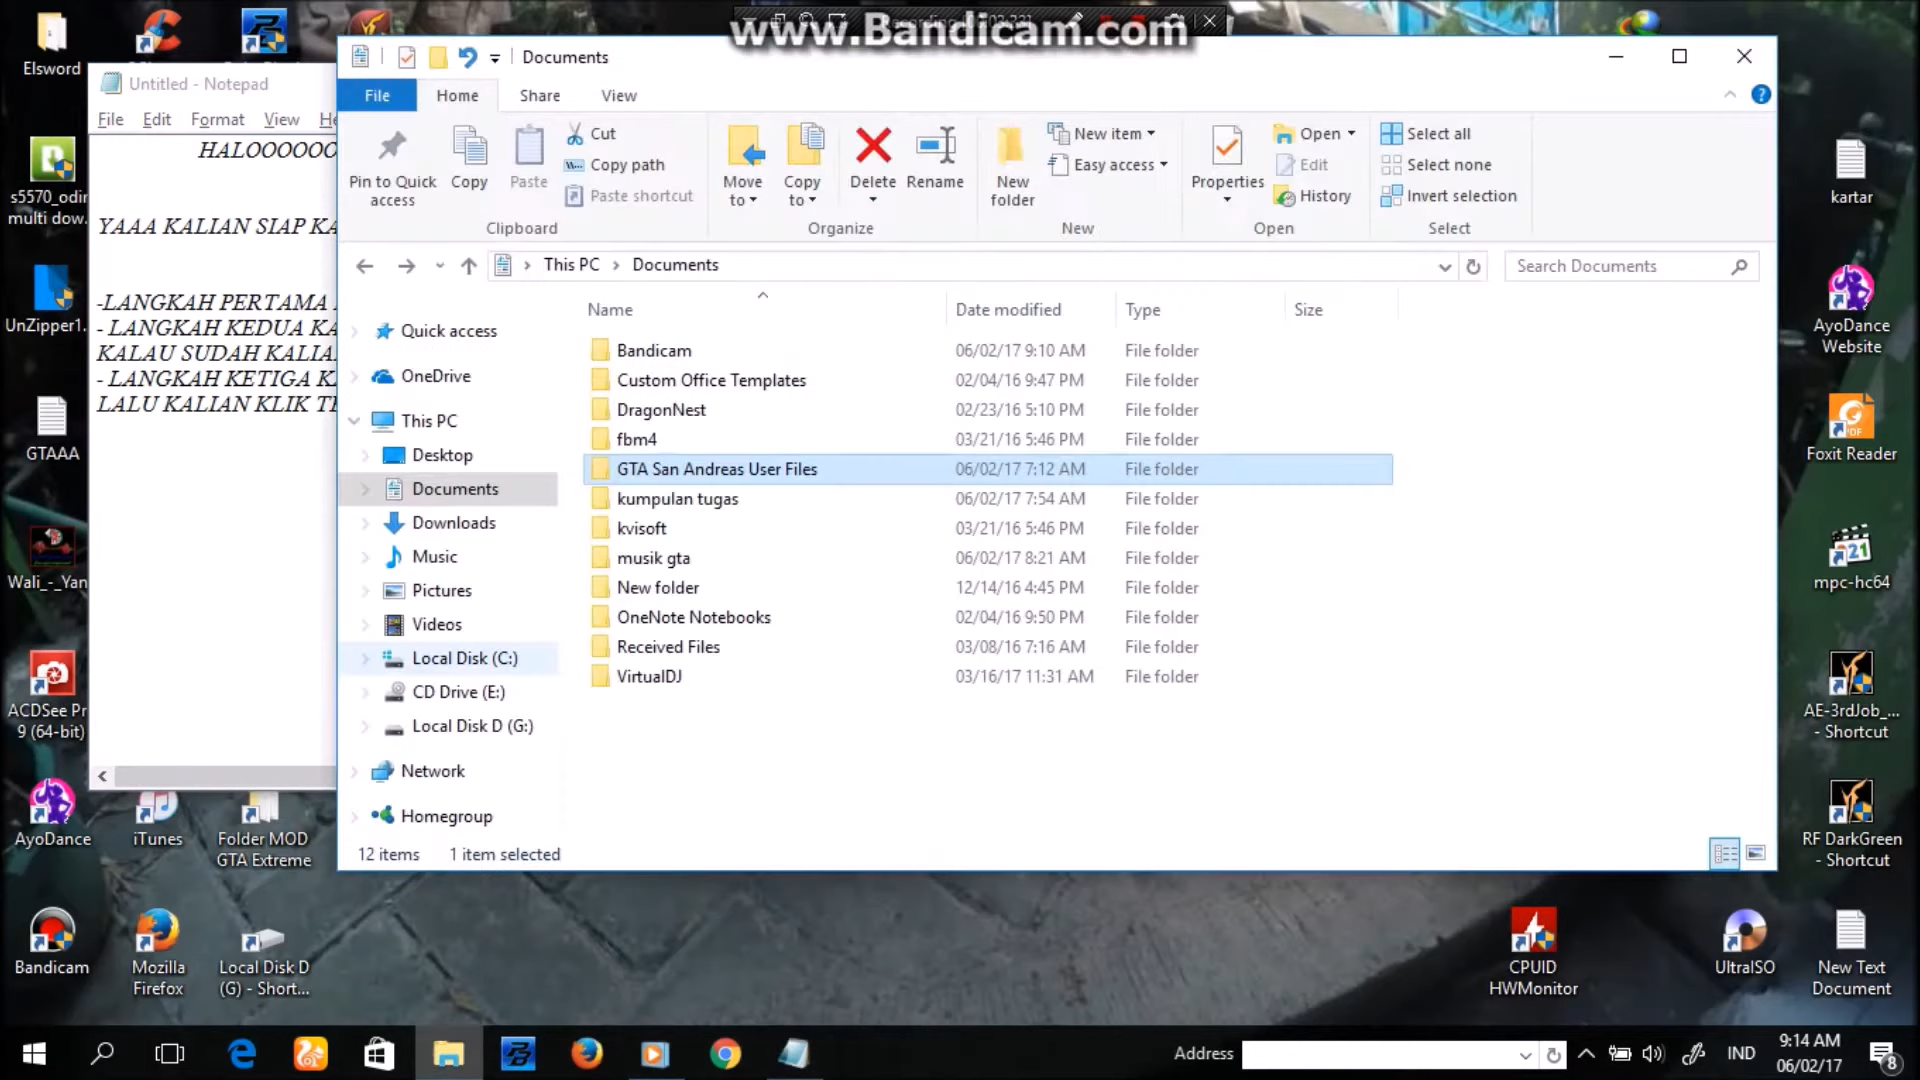 www.Bandicam.com
Elsword
s5570_odin
multi dow...
UnZipper1.
GTAAA
Wali_-_Yan
ACDSee Pr
9 (64-bit)
AyoDance
iTunes
Folder MOD
GTA Extreme
Bandicam
Mozilla
Firefox
Local Disk D
(G) - Short...
Untitled - Notepad
File Edit Format View He
HALOOOOOO
YAAA KALIAN SIAP KA
-LANGKAH PERTAMA
- LANGKAH KEDUA KA
KALAU SUDAH KALIAN
- LANGKAH KETIGA K
LALU KALIAN KLIK TE
Documents
File Home Share View
Pin to Quick
access
Copy
Paste
Cut
Copy path
Paste shortcut
Clipboard
Move
to
Copy
to
Delete
Rename
Organize
New
folder
New item
Easy access
New
Properties
Open
Edit
History
Open
Select all
Select none
Invert selection
Select
This PC > Documents
Search Documents
Quick access
OneDrive
This PC
Desktop
Documents
Downloads
Music
Pictures
Videos
Local Disk (C:)
CD Drive (E:)
Local Disk D (G:)
Network
Homegroup
Name Date modified Type Size
Bandicam 06/02/17 9:10 AM File folder
Custom Office Templates 02/04/16 9:47 PM File folder
DragonNest 02/23/16 5:10 PM File folder
fbm4 03/21/16 5:46 PM File folder
GTA San Andreas User Files 06/02/17 7:12 AM File folder
kumpulan tugas 06/02/17 7:54 AM File folder
kvisoft 03/21/16 5:46 PM File folder
musik gta 06/02/17 8:21 AM File folder
New folder 12/14/16 4:45 PM File folder
OneNote Notebooks 02/04/16 9:50 PM File folder
Received Files 03/08/16 7:16 AM File folder
VirtualDJ 03/16/17 11:31 AM File folder
12 items 1 item selected
kartar
AyoDance
Website
Foxit Reader
mpc-hc64
AE-3rdJob_...
- Shortcut
RF DarkGreen
- Shortcut
CPUID
HWMonitor
UltraISO
New Text
Document
Address
IND
9:14 AM
06/02/17
8